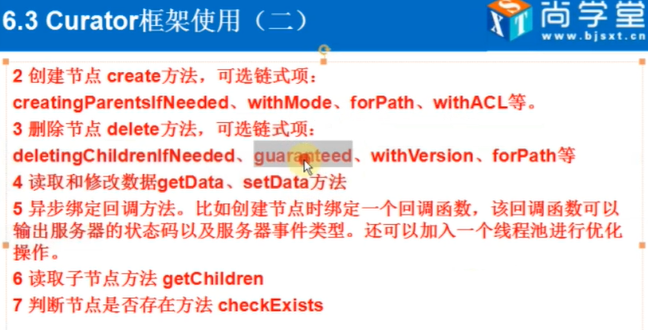 6.3 Curator框架使用（二）
尚学堂
www.bjsxt.cn
2 创建节点 create方法，可选链式项：
creatingParentsIfNeeded、withMode、forPath、withACL等。
3 删除节点 delete方法，可选链式项：
deletingChildrenIfNeeded、guaranteed、withVersion、forPath等
4 读取和修改数据getData、setData方法
5 异步绑定回调方法。比如创建节点时绑定一个回调函数，该回调函数可以
输出服务器的状态码以及服务器事件类型。还可以加入一个线程池进行优化
操作。
6 读取子节点方法 getChildren
7 判断节点是否存在方法 checkExists